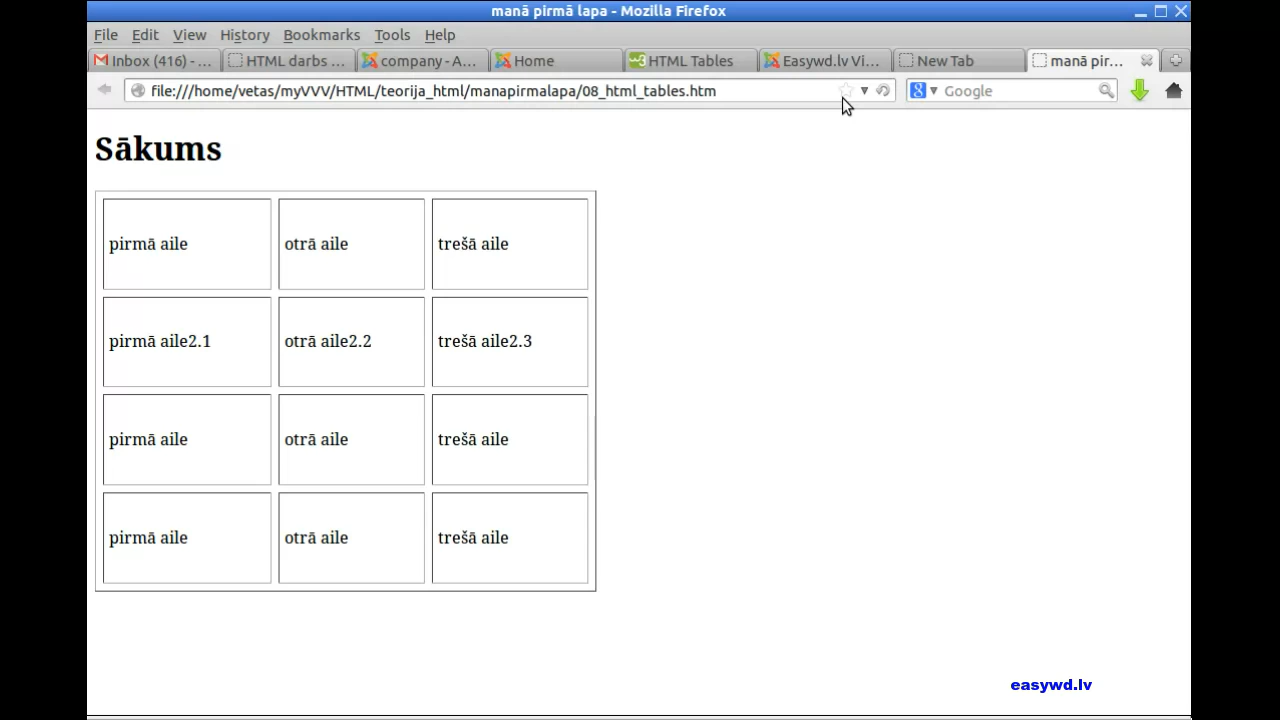 manā pirmā lapa - Mozilla Firefox
File Edit View History Bookmarks Tools Help
Inbox (416) - ... HTML darbs ... company - A... Home HTML Tables Easywd.lv Vi... New Tab manā pir...
file:///home/vetas/myVVV/HTML/teorija_html/manapirmalapa/08_html_tables.htm Google
Sākums
pirmā aile otrā aile trešā aile
pirmā aile2.1 otrā aile2.2 trešā aile2.3
pirmā aile otrā aile trešā aile
pirmā aile otrā aile trešā aile
easywd.lv